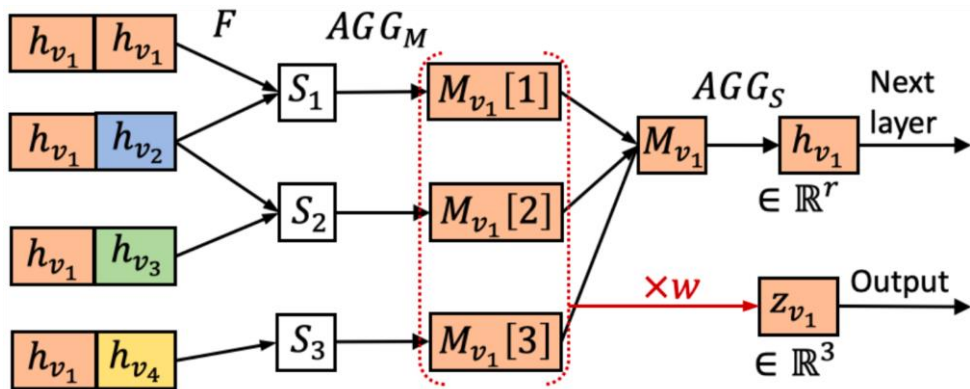 F AGG_M
h_{v_1} h_{v_1}
S_1
M_{v_1}[1]
AGG_S
Next
layer
h_{v_1} h_{v_2}
M_{v_1}
h_{v_1}
∈ ℝ^r
S_2
M_{v_1}[2]
h_{v_1} h_{v_3}
×w
z_{v_1}
Output
∈ ℝ^3
h_{v_1} h_{v_4}
S_3
M_{v_1}[3]